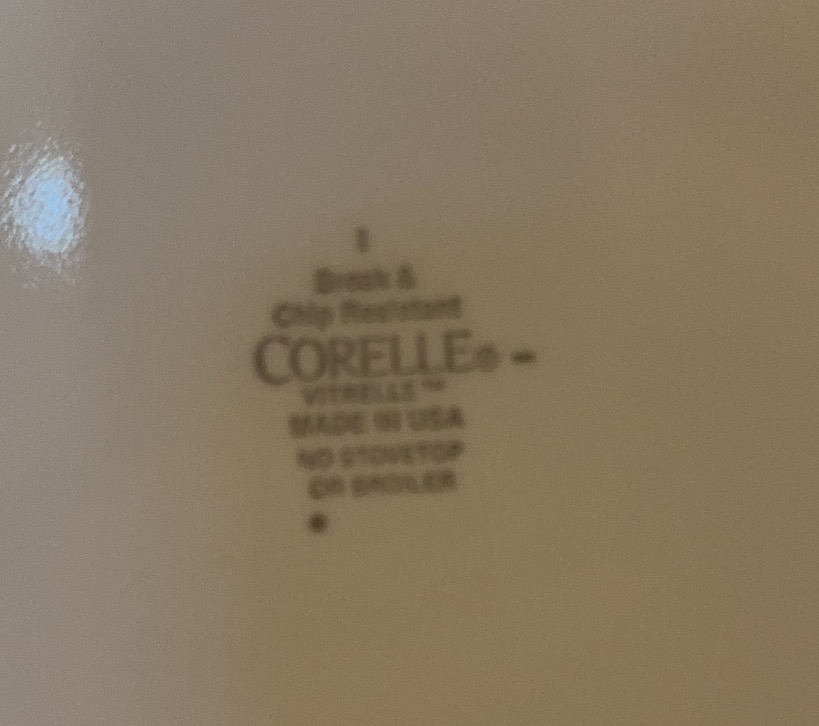 Break &
Chip Resistant
CORELLE® -
VITRELLE™
MADE IN USA
NO STOVETOP
OR BROILER